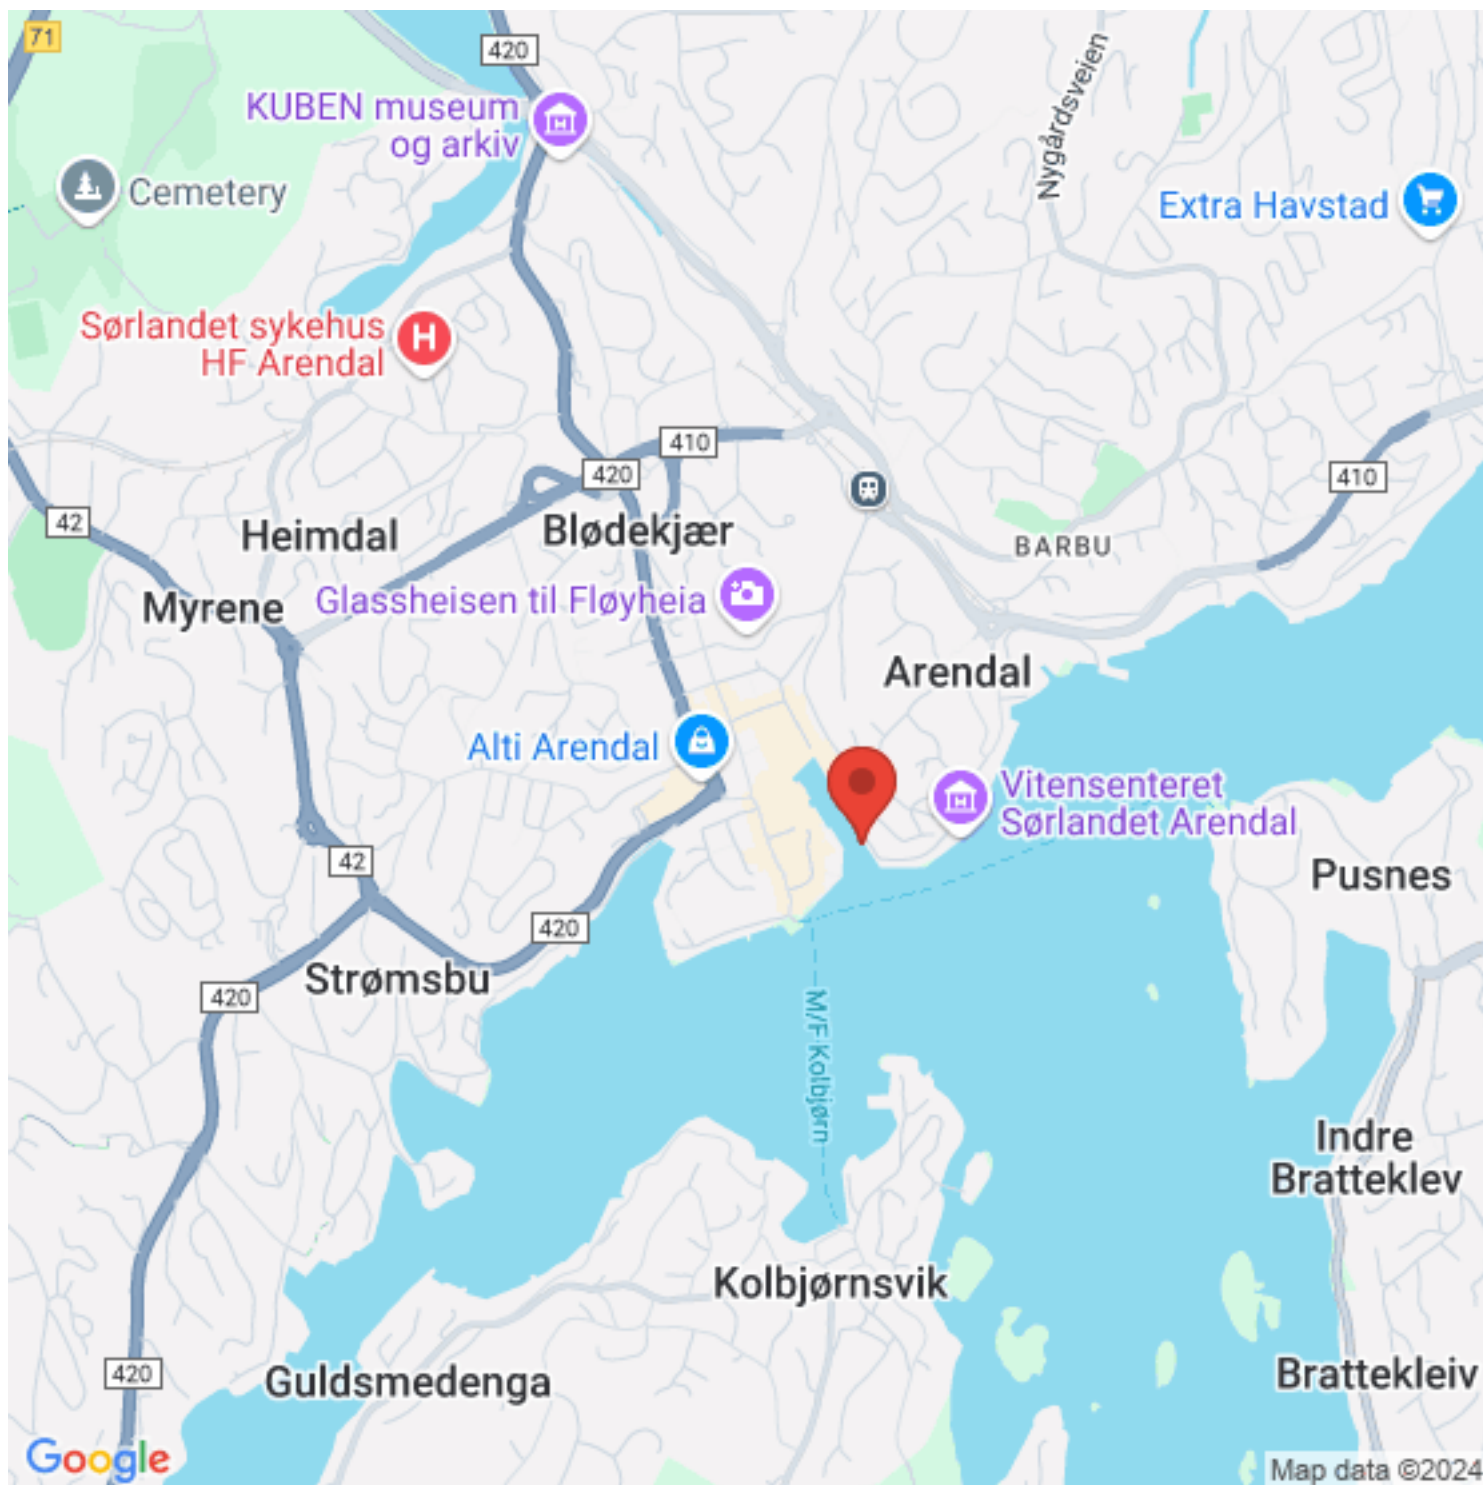 71
420
KUBEN museum
og arkiv
Nygårdsveien
Cemetery
Extra Havstad
Sørlandet sykehus
HF Arendal
410
420
410
42
Heimdal
Blødekjær
BARBU
Glassheisen til Fløyheia
Myrene
Arendal
Alti Arendal
Vitensenteret
Sørlandet Arendal
42
Pusnes
420
Strømsbu
420
M/F Kolbjørn
Indre
Bratteklev
Kolbjørnsvik
420
Guldsmedenga
Brattekleiv
Google
Map data ©2024